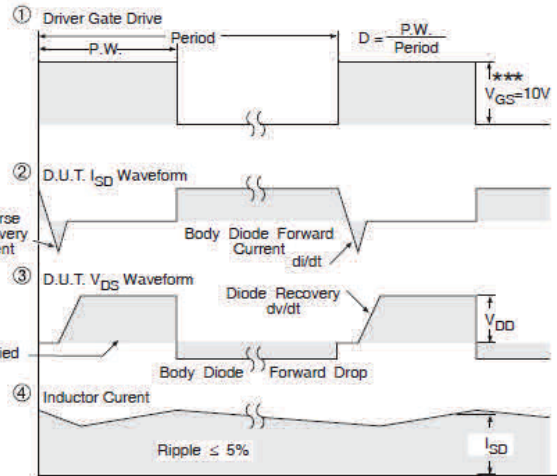 ① Driver Gate Drive
P.W.
Period
D = P.W.
Period
***
VGS=10V
② D.U.T. ISD Waveform
Body Diode Forward
Current
di/dt
③ D.U.T. VDS Waveform
Diode Recovery
dv/dt
VDD
Body Diode Forward Drop
④ Inductor Curent
Ripple ≤ 5%
ISD